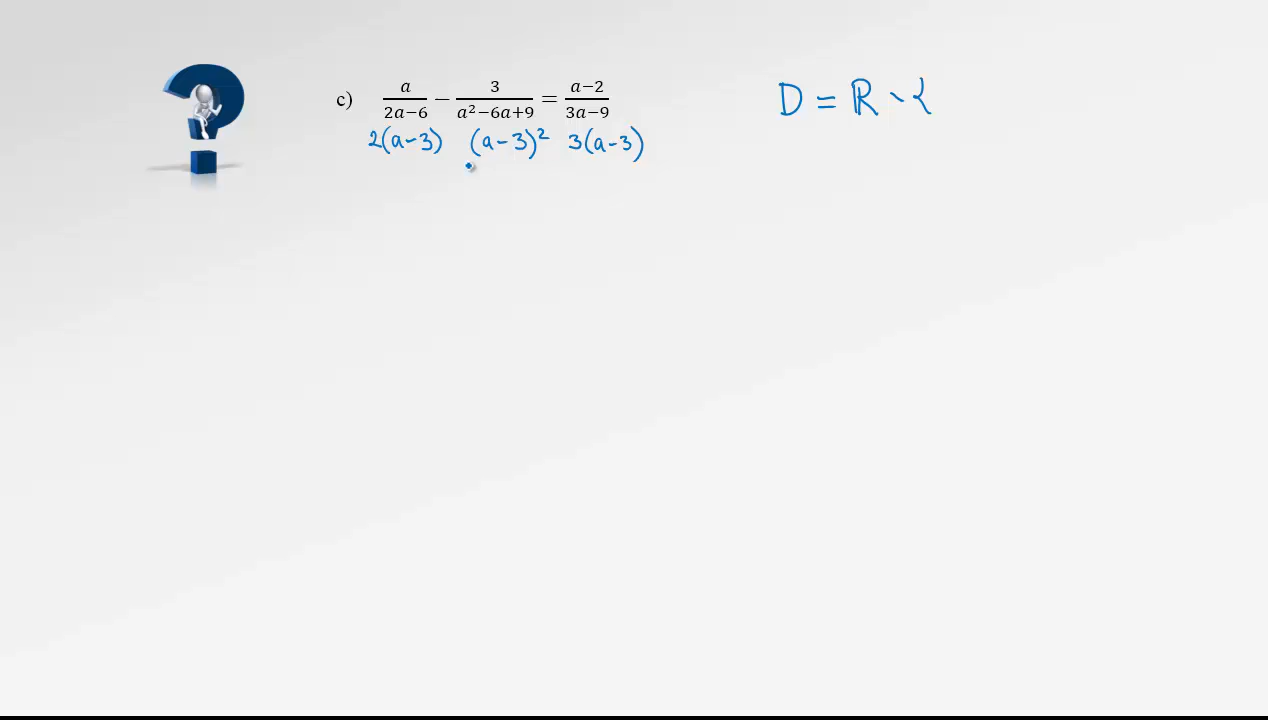 c) a/(2a−6) − 3/(a²−6a+9) = (a−2)/(3a−9)
D = ℝ ∖ {
2(a−3) (a−3)² 3(a−3)